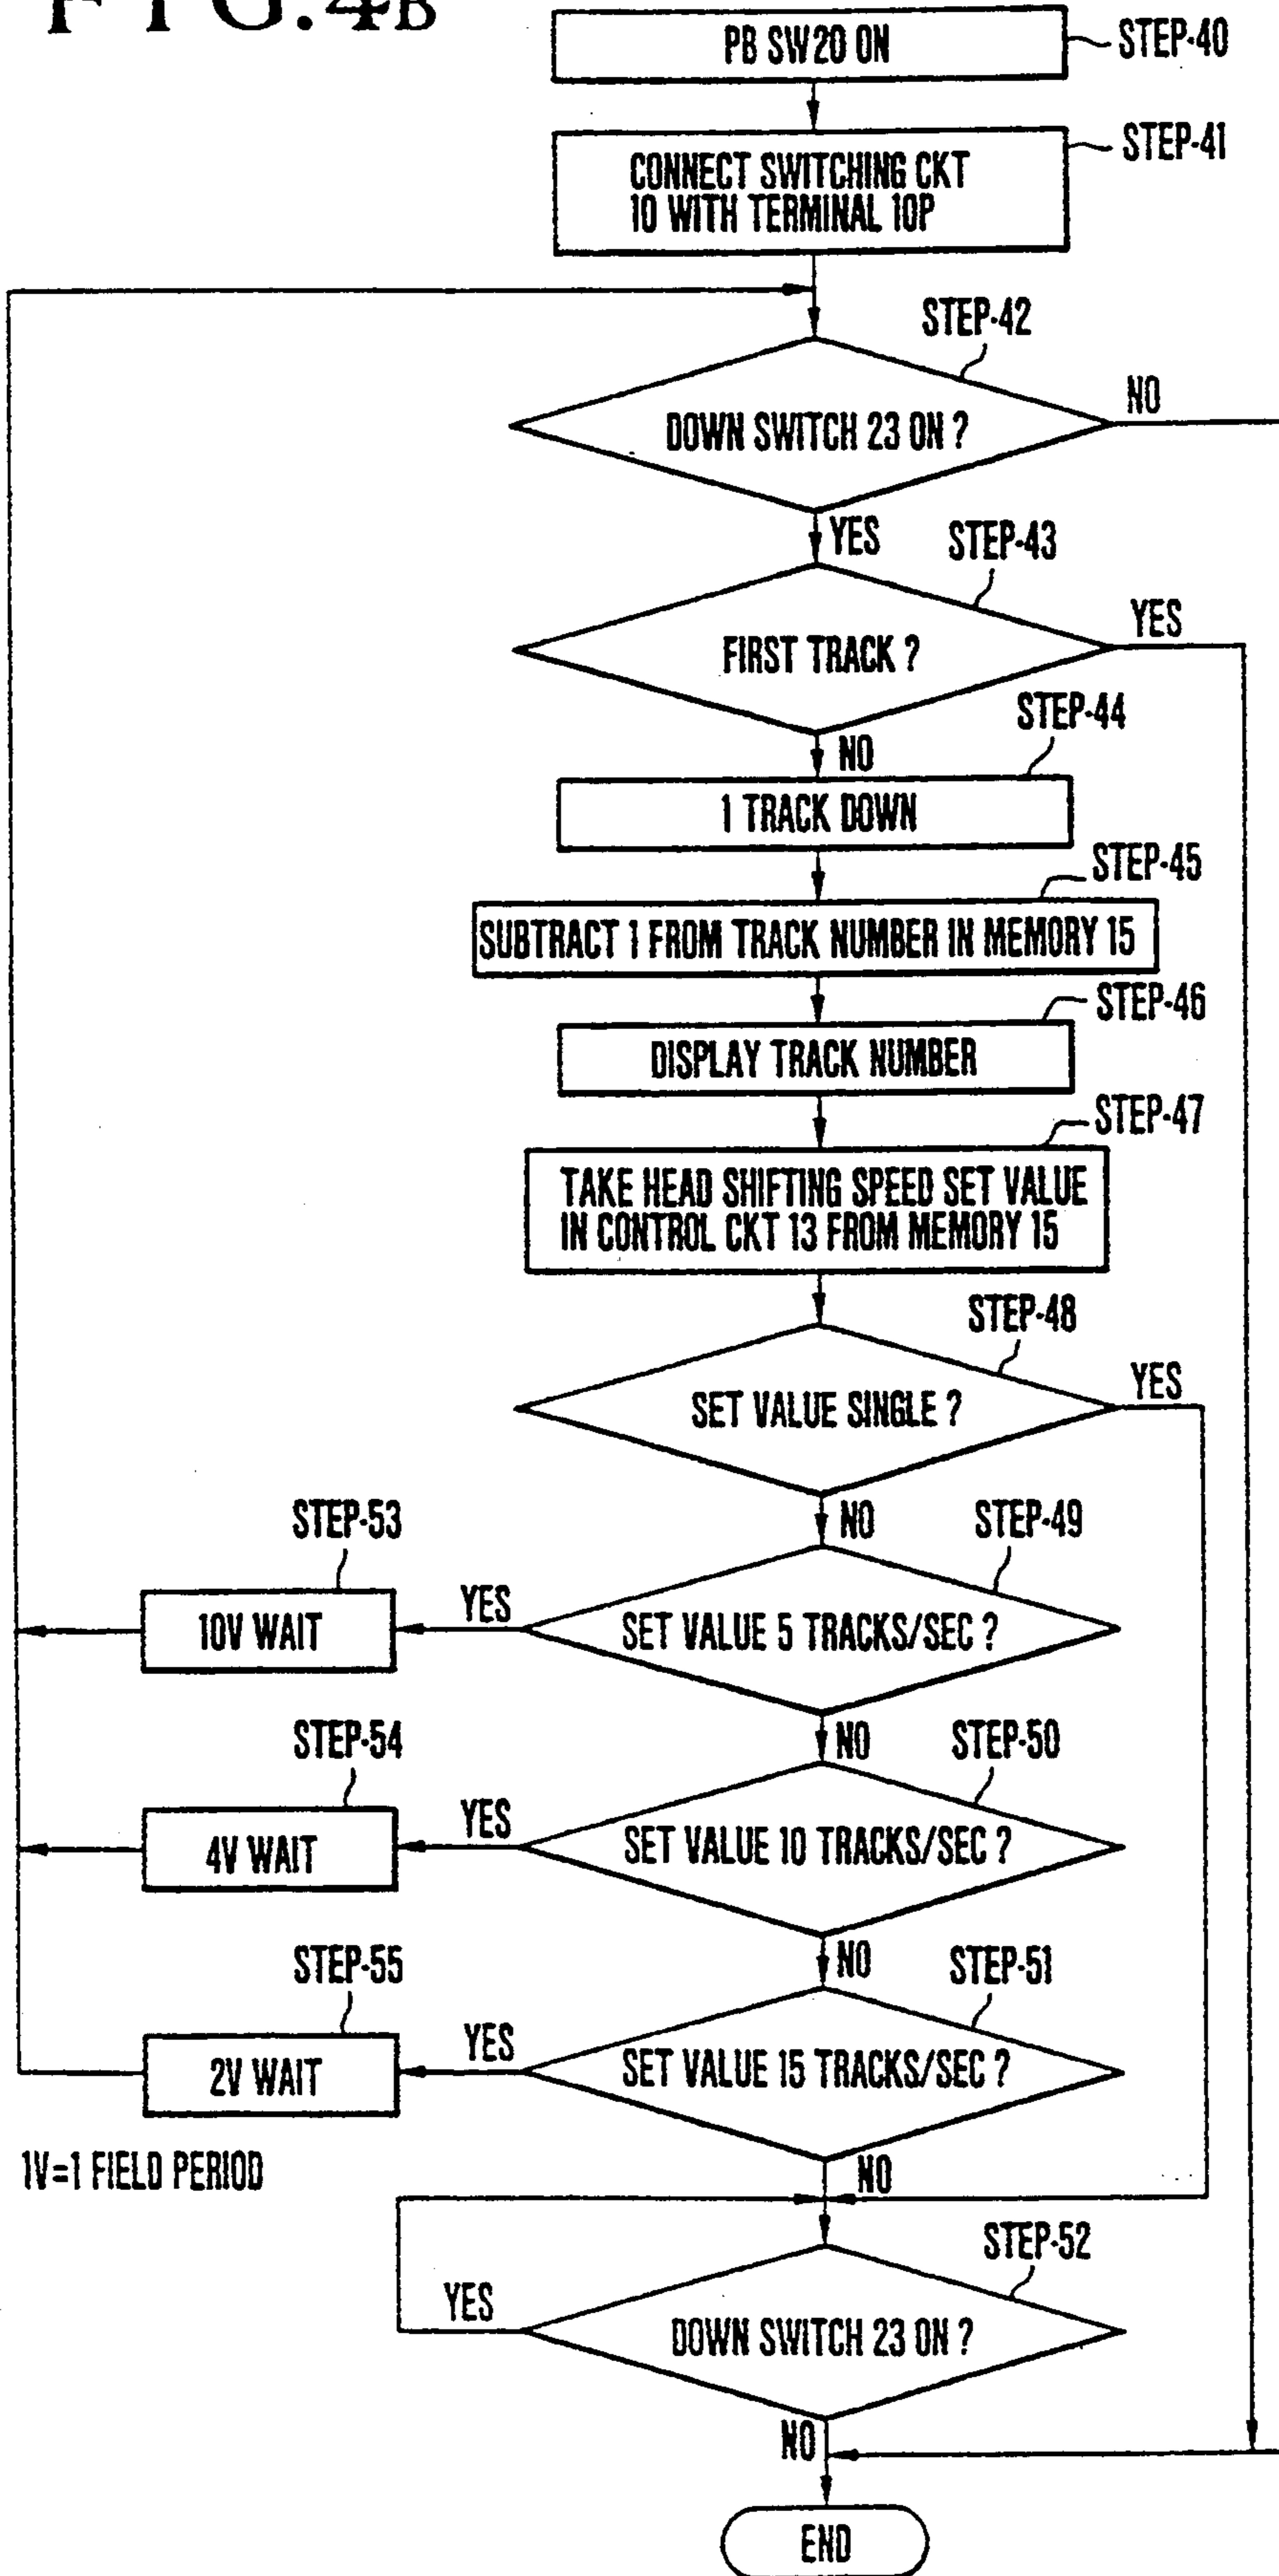 FIG.4B
PB SW20 ON
STEP-40
CONNECT SWITCHING CKT
10 WITH TERMINAL 10P
STEP-41
STEP-42
DOWN SWITCH 23 ON ?
NO
YES
STEP-43
FIRST TRACK ?
YES
NO
STEP-44
1 TRACK DOWN
STEP-45
SUBTRACT 1 FROM TRACK NUMBER IN MEMORY 15
STEP-46
DISPLAY TRACK NUMBER
STEP-47
TAKE HEAD SHIFTING SPEED SET VALUE
IN CONTROL CKT 13 FROM MEMORY 15
STEP-48
SET VALUE SINGLE ?
YES
NO
STEP-53
STEP-49
10V WAIT
YES
SET VALUE 5 TRACKS/SEC ?
NO
STEP-54
STEP-50
4V WAIT
YES
SET VALUE 10 TRACKS/SEC ?
NO
STEP-55
STEP-51
2V WAIT
YES
SET VALUE 15 TRACKS/SEC ?
1V=1 FIELD PERIOD
NO
STEP-52
YES
DOWN SWITCH 23 ON ?
NO
END